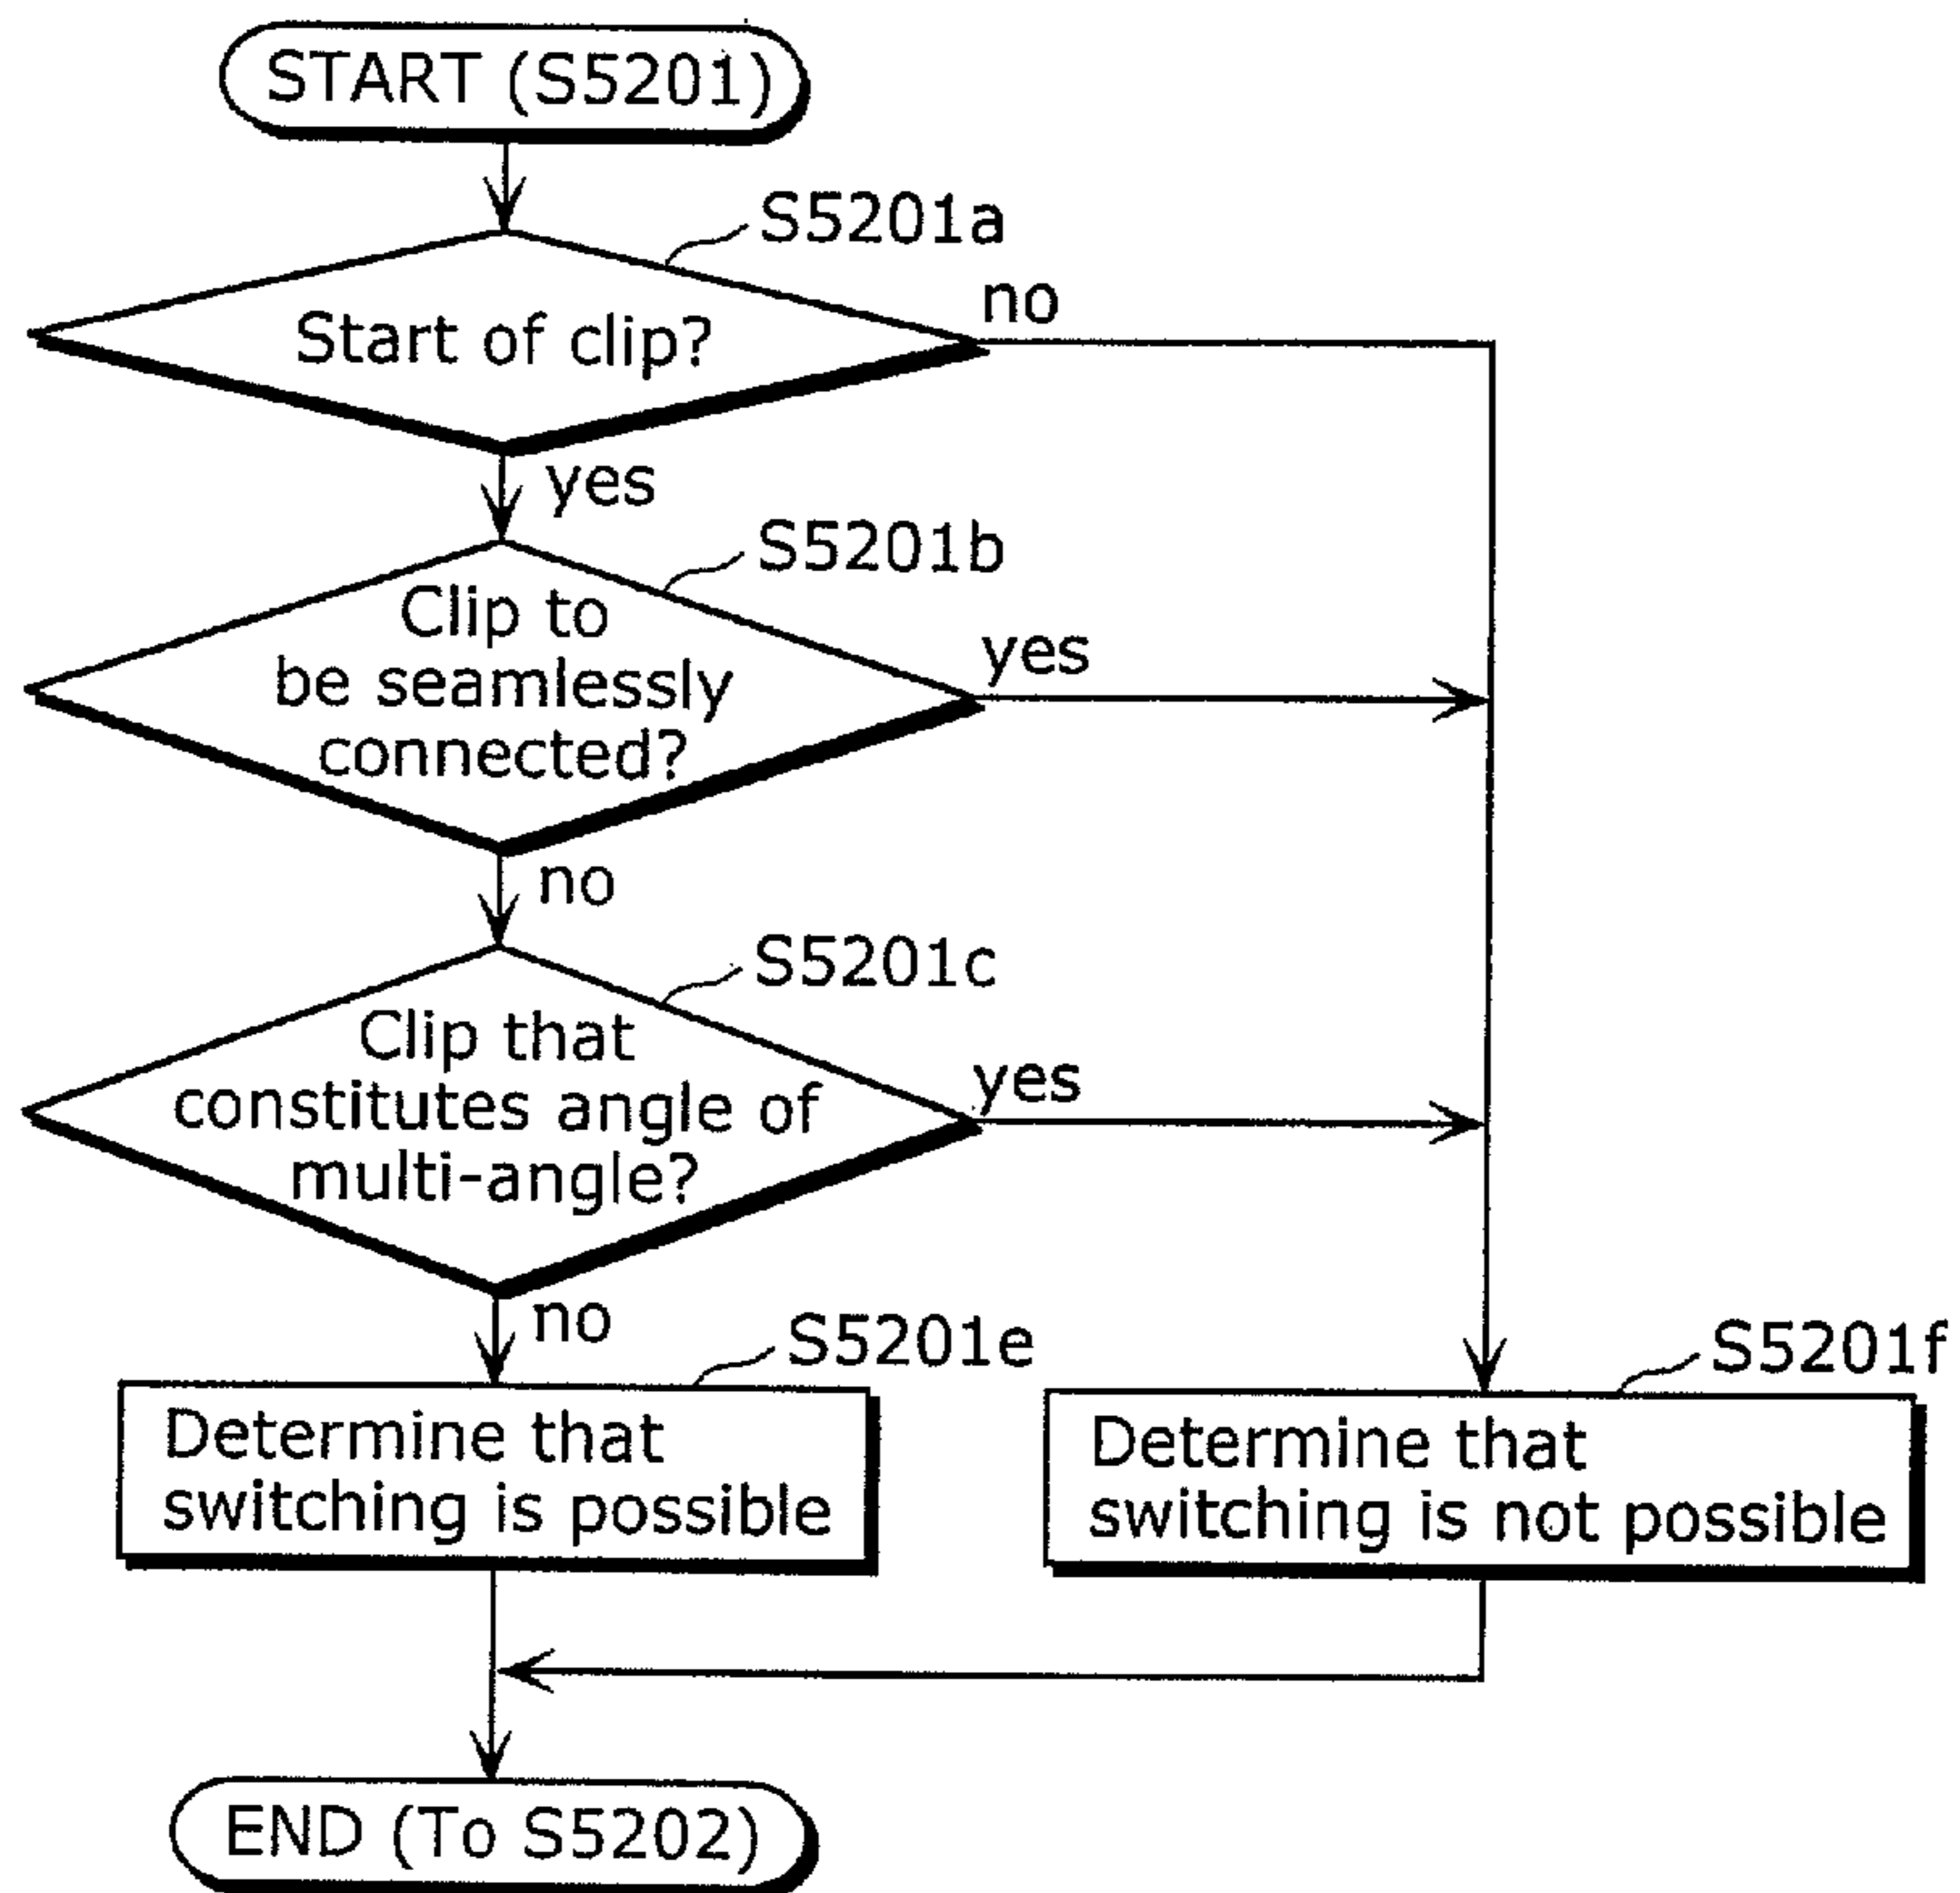 START (S5201)
S5201a
Start of clip?
no
yes
S5201b
Clip to
be seamlessly
connected?
yes
no
S5201c
Clip that
constitutes angle of
multi-angle?
yes
no
S5201e
Determine that
switching is possible
S5201f
Determine that
switching is not possible
END (To S5202)